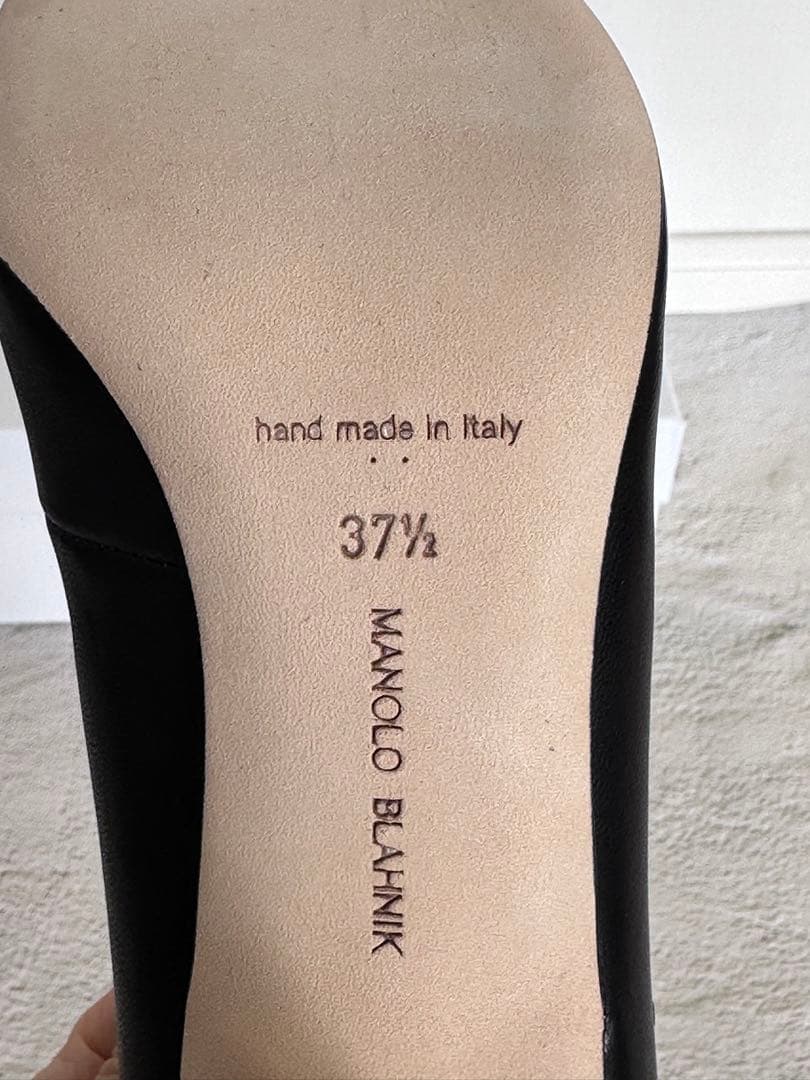 hand made in Italy
37½
MANOLO BLAHNIK